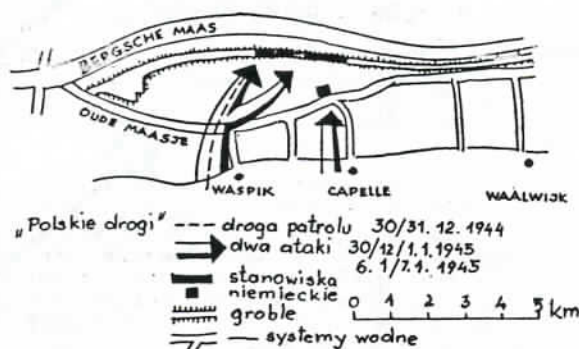 BERGSCHE MAAS
OUDE MAASJE
WASPIK
CAPELLE
WAALWIJK
„Polskie drogi"
droga patrolu 30/31. 12. 1944
dwa ataki 30/12/1.1.1945
6. 1/7.1. 1945
stanowiska
niemieckie
groble
systemy wodne
0 1 2 3 4 5 km